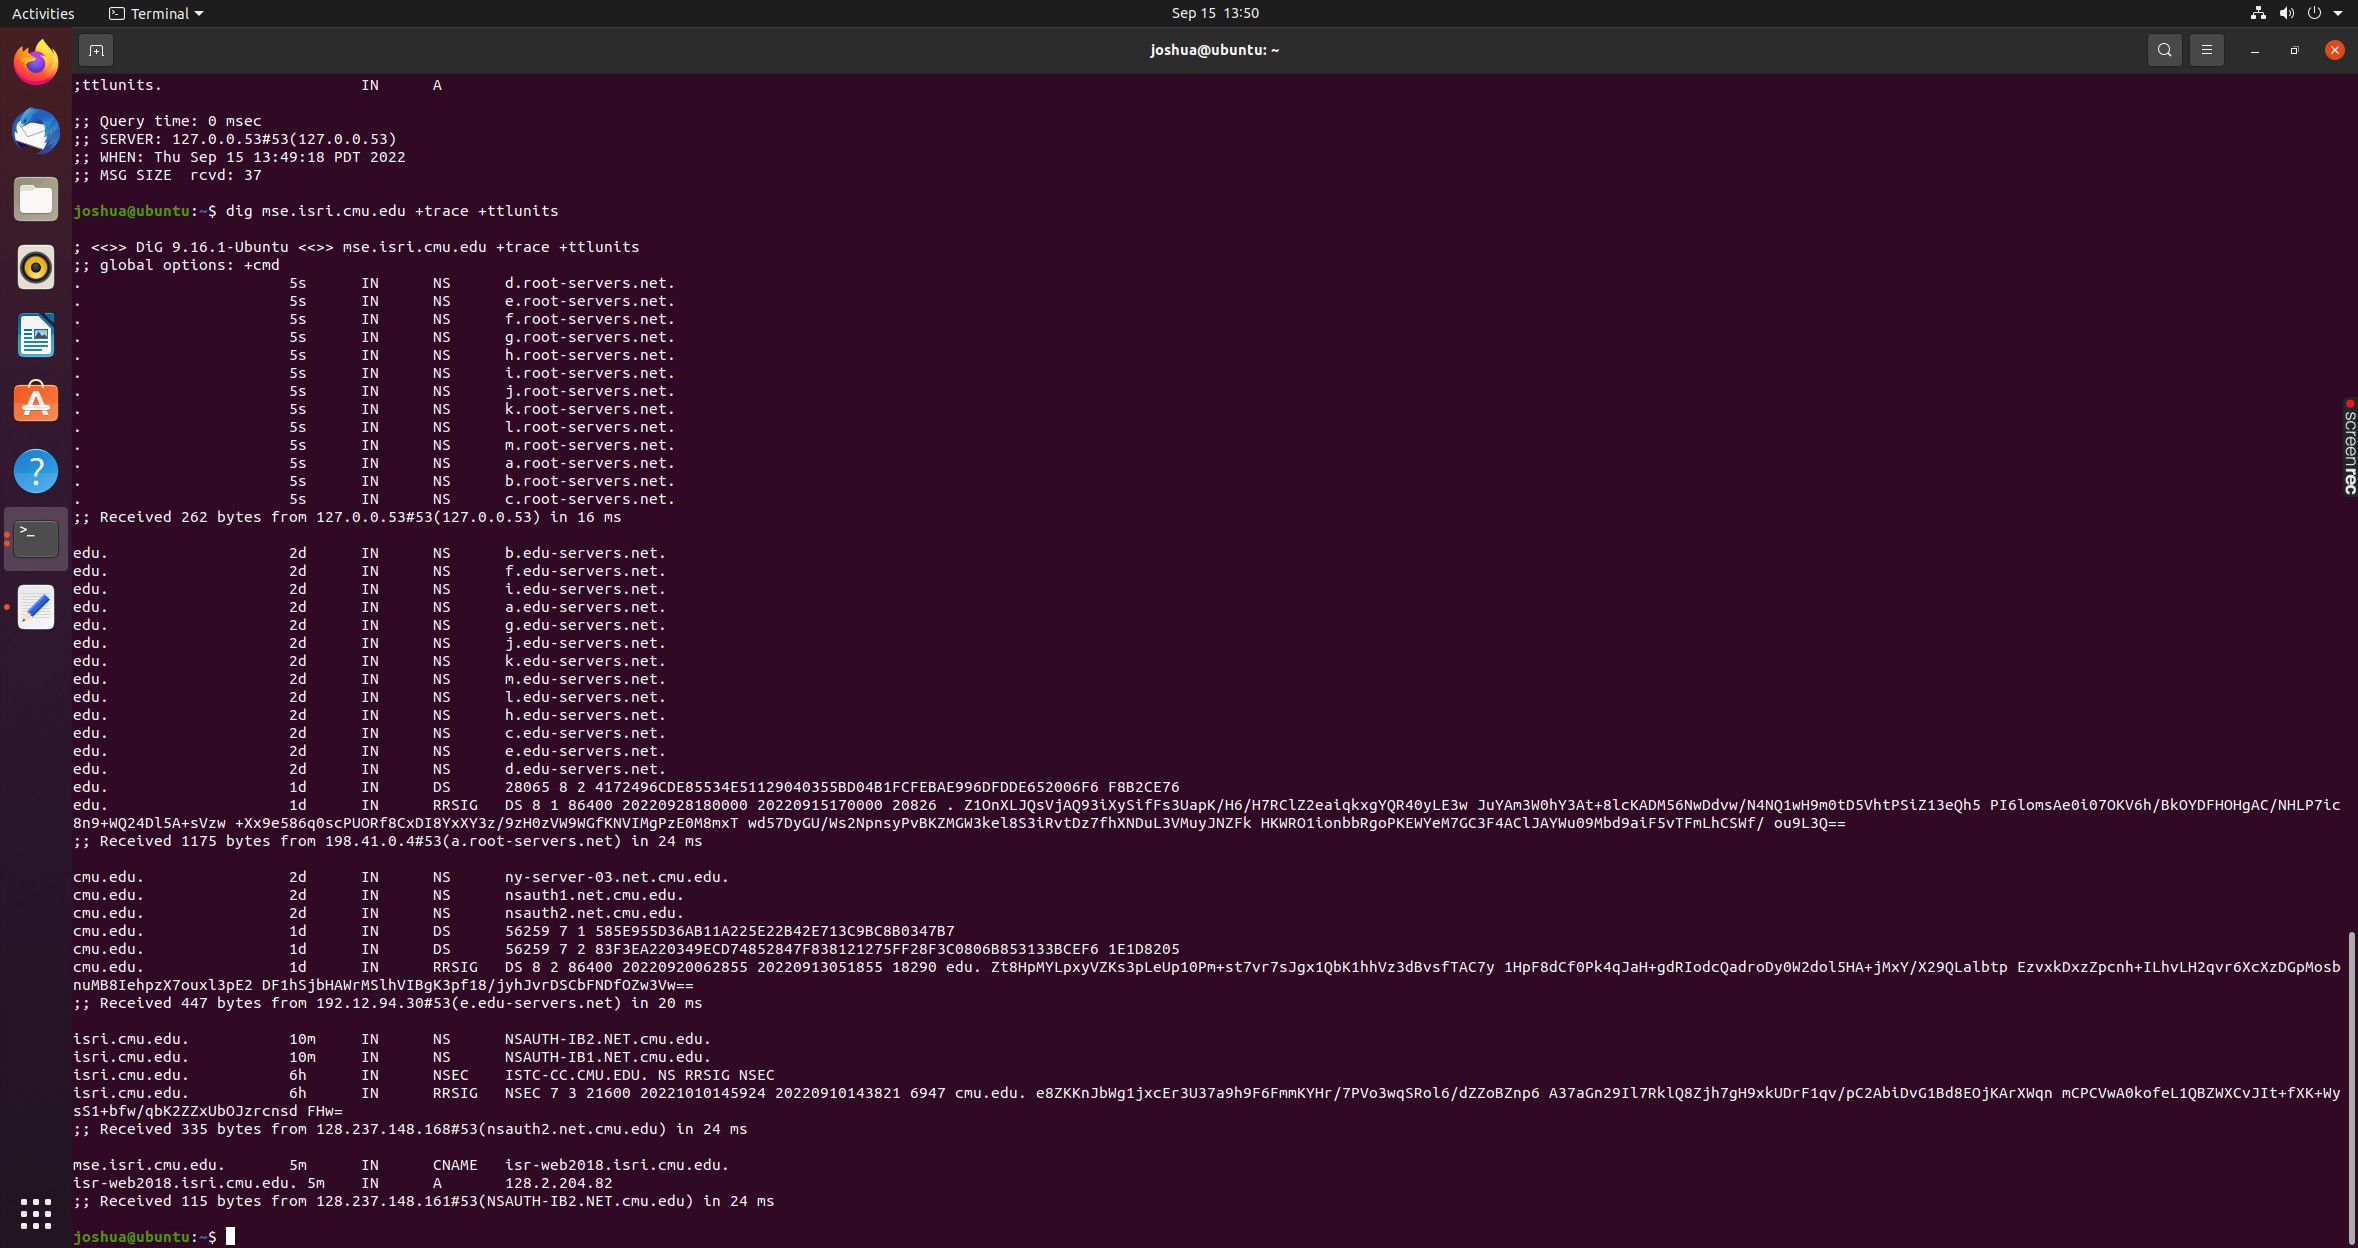 Activities Terminal Sep 15 13:50
joshua@ubuntu: ~
;ttlunits. IN A
;; Query time: 0 msec
;; SERVER: 127.0.0.53#53(127.0.0.53)
;; WHEN: Thu Sep 15 13:49:18 PDT 2022
;; MSG SIZE rcvd: 37
joshua@ubuntu:~$ dig mse.isri.cmu.edu +trace +ttlunits
; <<>> DiG 9.16.1-Ubuntu <<>> mse.isri.cmu.edu +trace +ttlunits
;; global options: +cmd
. 5s IN NS d.root-servers.net.
. 5s IN NS e.root-servers.net.
. 5s IN NS f.root-servers.net.
. 5s IN NS g.root-servers.net.
. 5s IN NS h.root-servers.net.
. 5s IN NS i.root-servers.net.
. 5s IN NS j.root-servers.net.
. 5s IN NS k.root-servers.net.
. 5s IN NS l.root-servers.net.
. 5s IN NS m.root-servers.net.
. 5s IN NS a.root-servers.net.
. 5s IN NS b.root-servers.net.
. 5s IN NS c.root-servers.net.
;; Received 262 bytes from 127.0.0.53#53(127.0.0.53) in 16 ms
edu. 2d IN NS b.edu-servers.net.
edu. 2d IN NS f.edu-servers.net.
edu. 2d IN NS i.edu-servers.net.
edu. 2d IN NS a.edu-servers.net.
edu. 2d IN NS g.edu-servers.net.
edu. 2d IN NS j.edu-servers.net.
edu. 2d IN NS k.edu-servers.net.
edu. 2d IN NS m.edu-servers.net.
edu. 2d IN NS l.edu-servers.net.
edu. 2d IN NS h.edu-servers.net.
edu. 2d IN NS c.edu-servers.net.
edu. 2d IN NS e.edu-servers.net.
edu. 2d IN NS d.edu-servers.net.
edu. 1d IN DS 28065 8 2 4172496CDE85534E51129040355BD04B1FCFEBAE996DFDDE652006F6 F8B2CE76
edu. 1d IN RRSIG DS 8 1 86400 20220928180000 20220915170000 20826 . Z1OnXLJQsVjAQ93iXySifFs3UapK/H6/H7RClZ2eaiqkxgYQR40yLE3w JuYAm3W0hY3At+8lcKADM56NwDdvw/N4NQ1wH9m0tD5VhtPSiZ13eQh5 PI6lomsAe0i07OKV6h/BkOYDFHOHgAC/NHLP7ic
8n9+WQ24Dl5A+sVzw +Xx9e586q0scPUORf8CxDI8YxXY3z/9zH0zVW9WGfKNVIMgPzE0M8mxT wd57DyGU/Ws2NpnsyPvBKZMGW3kel8S3iRvtDz7fhXNDuL3VMuyJNZFk HKWRO1ionbbRgoPKEWYeM7GC3F4AClJAYWu09Mbd9aiF5vTFmLhCSWf/ ou9L3Q==
;; Received 1175 bytes from 198.41.0.4#53(a.root-servers.net) in 24 ms
cmu.edu. 2d IN NS ny-server-03.net.cmu.edu.
cmu.edu. 2d IN NS nsauth1.net.cmu.edu.
cmu.edu. 2d IN NS nsauth2.net.cmu.edu.
cmu.edu. 1d IN DS 56259 7 1 585E955D36AB11A225E22B42E713C9BC8B0347B7
cmu.edu. 1d IN DS 56259 7 2 83F3EA220349ECD74852847F838121275FF28F3C0806B853133BCEF6 1E1D8205
cmu.edu. 1d IN RRSIG DS 8 2 86400 20220920062855 20220913051855 18290 edu. Zt8HpMYLpxyVZKs3pLeUp10Pm+st7vr7sJgx1QbK1hhVz3dBvsfTAC7y 1HpF8dCf0Pk4qJaH+gdRIodcQadroDy0W2dol5HA+jMxY/X29QLalbtp EzvxkDxzZpcnh+ILhvLH2qvr6XcXzDGpMosb
nuMB8IehpzX7ouxl3pE2 DF1hSjbHAWrMSlhVIBgK3pf18/jyhJvrDSCbFNDfOZw3Vw==
;; Received 447 bytes from 192.12.94.30#53(e.edu-servers.net) in 20 ms
isri.cmu.edu. 10m IN NS NSAUTH-IB2.NET.cmu.edu.
isri.cmu.edu. 10m IN NS NSAUTH-IB1.NET.cmu.edu.
isri.cmu.edu. 6h IN NSEC ISTC-CC.CMU.EDU. NS RRSIG NSEC
isri.cmu.edu. 6h IN RRSIG NSEC 7 3 21600 20221010145924 20220910143821 6947 cmu.edu. e8ZKKnJbWg1jxcEr3U37a9h9F6FmmKYHr/7PVo3wqSRol6/dZZoBZnp6 A37aGn29Il7RklQ8Zjh7gH9xkUDrF1qv/pC2AbiDvG1Bd8EOjKArXWqn mCPCVwA0kofeL1QBZWXCvJIt+fXK+Wy
sS1+bfw/qbK2ZZxUbOJzrcnsd FHw=
;; Received 335 bytes from 128.237.148.168#53(nsauth2.net.cmu.edu) in 24 ms
mse.isri.cmu.edu. 5m IN CNAME isr-web2018.isri.cmu.edu.
isr-web2018.isri.cmu.edu. 5m IN A 128.2.204.82
;; Received 115 bytes from 128.237.148.161#53(NSAUTH-IB2.NET.cmu.edu) in 24 ms
joshua@ubuntu:~$
screenrec